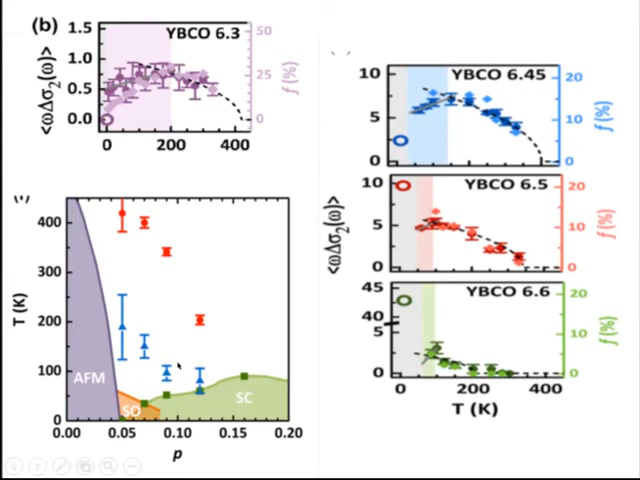 (b)
YBCO 6.3
1.5
1.0
0.5
0.0
<ωΔσ₂(ω)>
50
25
0
f (%)
0 200 400
YBCO 6.45
10
5
0
20
10
0
f (%)
YBCO 6.5
10
5
0
20
10
0
f (%)
<ωΔσ₂(ω)>
YBCO 6.6
45
40
5
0
20
10
0
f (%)
0 200 400
T (K)
400
300
200
100
0
T (K)
AFM
SO
SC
0.00 0.05 0.10 0.15 0.20
p